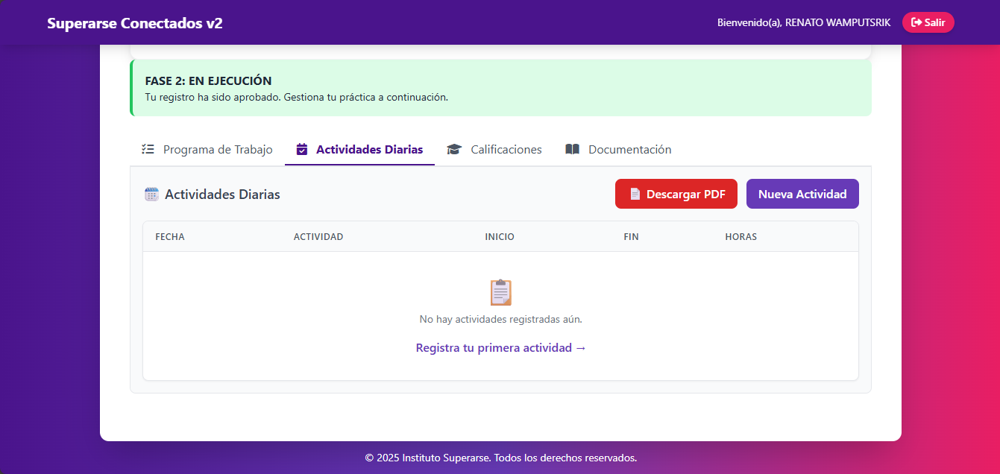 Superarse Conectados v2
Bienvenido(a), RENATO WAMPUTSRIK
Salir
FASE 2: EN EJECUCIÓN
Tu registro ha sido aprobado. Gestiona tu práctica a continuación.
Programa de Trabajo
Actividades Diarias
Calificaciones
Documentación
Actividades Diarias
Descargar PDF
Nueva Actividad
FECHA ACTIVIDAD INICIO FIN HORAS
No hay actividades registradas aún.
Registra tu primera actividad →
© 2025 Instituto Superarse. Todos los derechos reservados.